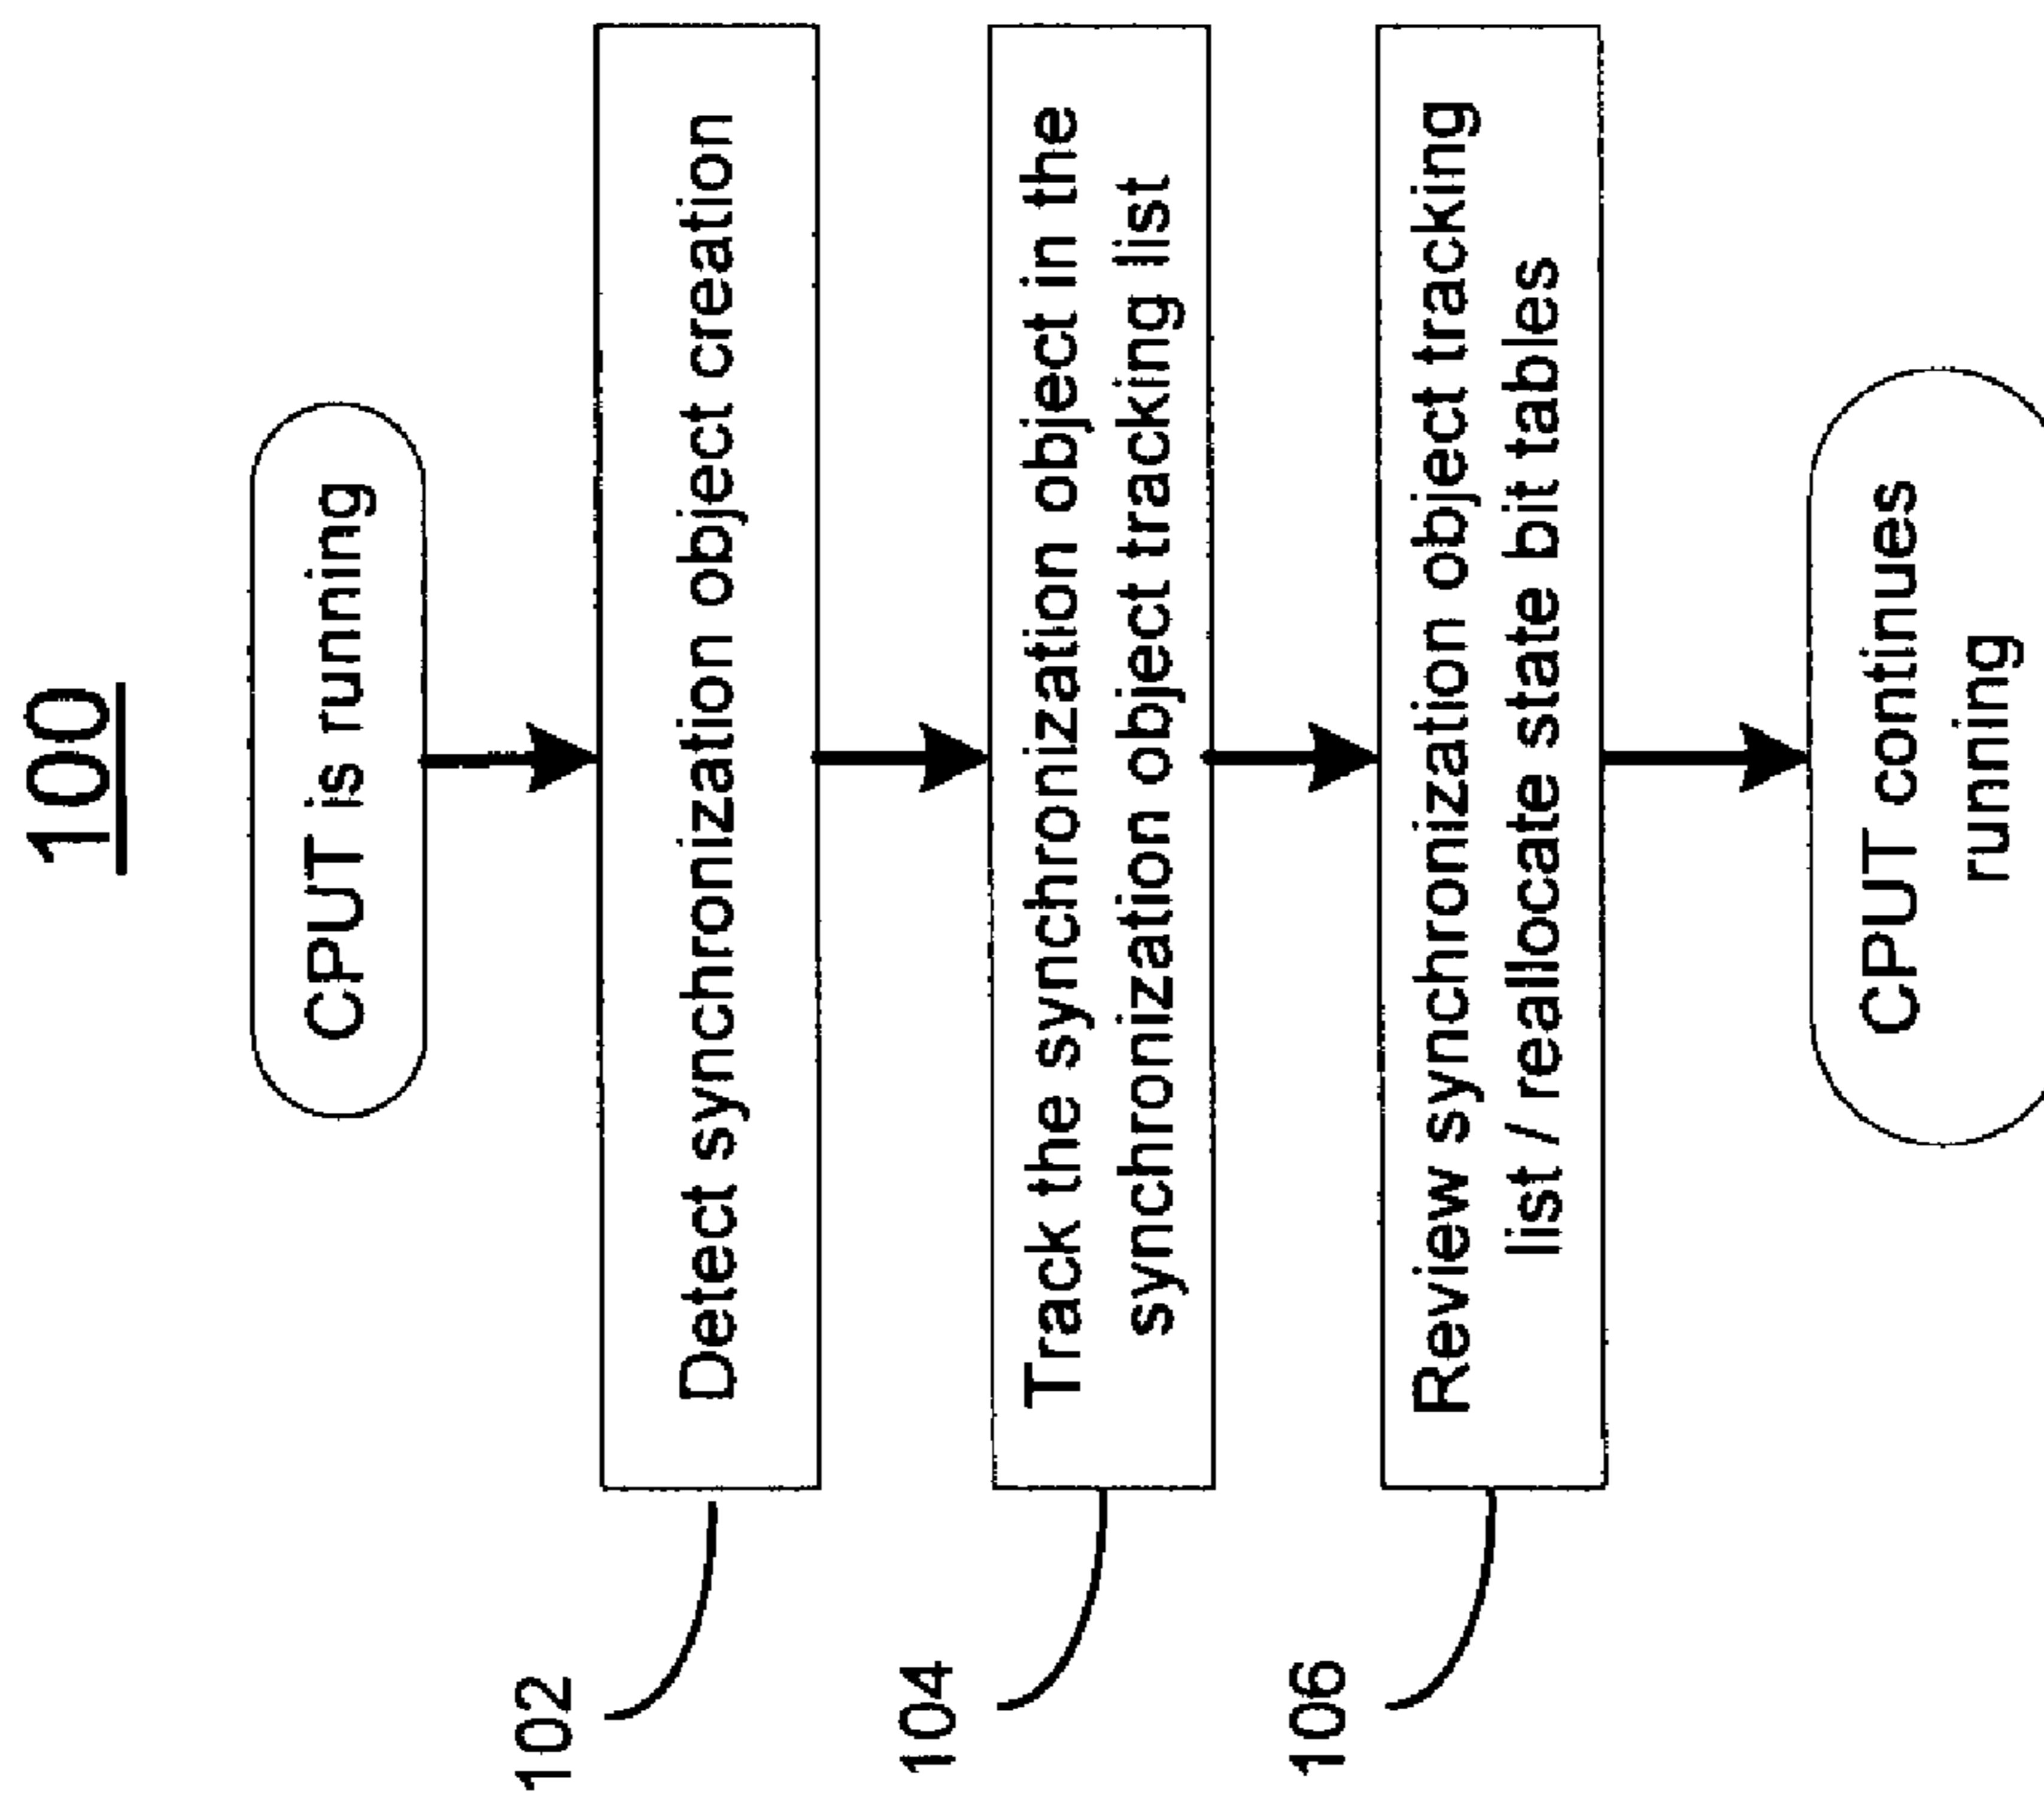 100
CPUT is running
102
Detect synchronization object creation
104
Track the synchronization object in the
synchronization object tracking list
106
Review synchronization object tracking
list / reallocate state bit tables
CPUT continues
running